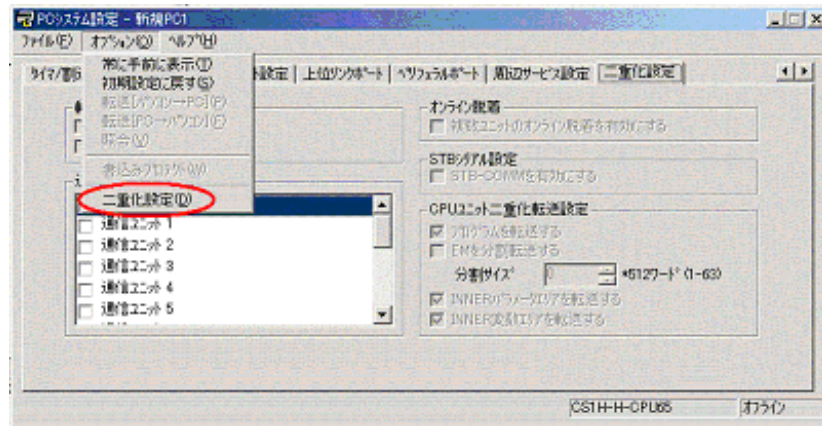 PCシステム設定 - 新規PC1
ファイル(F) オプション(O) ヘルプ(H)
常に手前に表示(T)
初期設定に戻す(S)
転送[パソコン→PC](P)
転送[PC→パソコン](E)
照合(V)
書込みプロテクト(W)
二重化設定(D)
タイマ/割
ト設定 上位リンクポート ペリフェラルポート 周辺サービス設定 二重化設定
通信ユニット 1
通信ユニット 2
通信ユニット 3
通信ユニット 4
通信ユニット 5
オンライン脱着
のオンライン脱着を有効にする
STBシリアル設定
STB-COMMを有効にする
CPUユニット二重化転送設定
プログラムを転送する
EMを分割転送する
分割サイズ 0 *512ワード (1-63)
INNERパラメータエリアを転送する
INNER変数エリアを転送する
CS1H-H-CPU65 オフライン